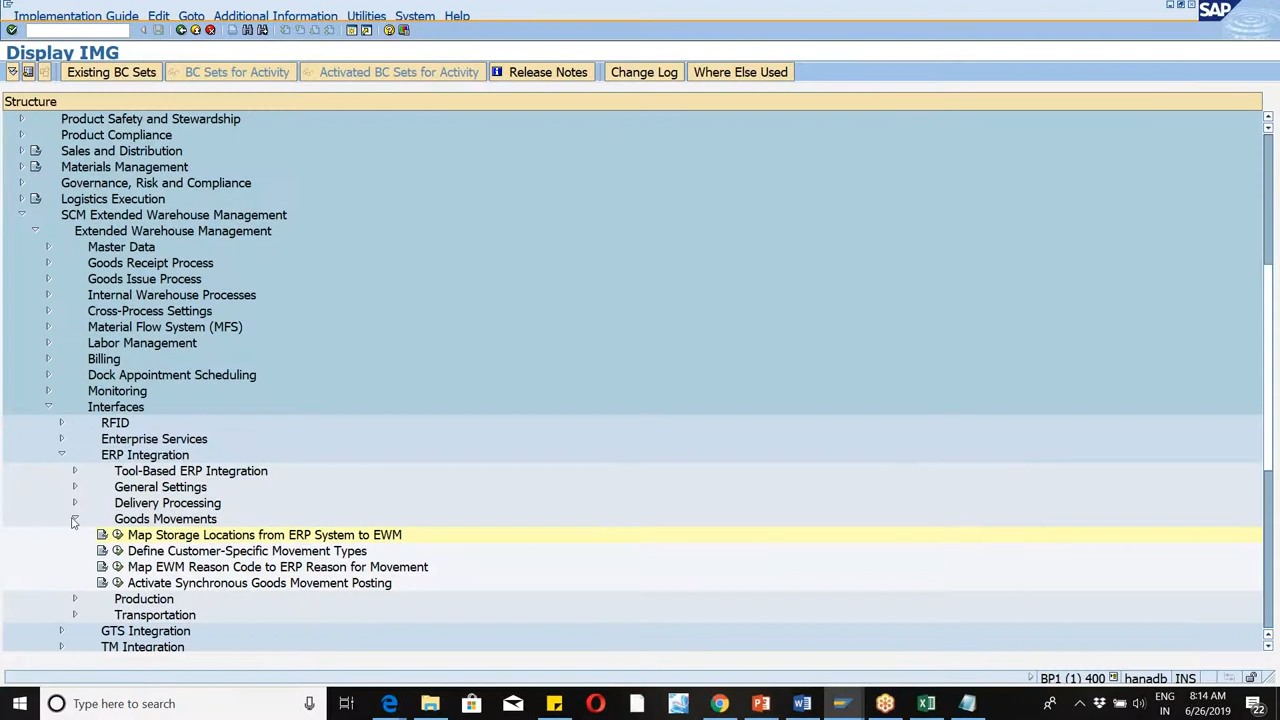 Implementation Guide Edit Goto Additional Information Utilities System Help
SAP
Display IMG
Existing BC Sets BC Sets for Activity Activated BC Sets for Activity Release Notes Change Log Where Else Used
Structure
Product Safety and Stewardship
Product Compliance
Sales and Distribution
Materials Management
Governance, Risk and Compliance
Logistics Execution
SCM Extended Warehouse Management
Extended Warehouse Management
Master Data
Goods Receipt Process
Goods Issue Process
Internal Warehouse Processes
Cross-Process Settings
Material Flow System (MFS)
Labor Management
Billing
Dock Appointment Scheduling
Monitoring
Interfaces
RFID
Enterprise Services
ERP Integration
Tool-Based ERP Integration
General Settings
Delivery Processing
Goods Movements
Map Storage Locations from ERP System to EWM
Define Customer-Specific Movement Types
Map EWM Reason Code to ERP Reason for Movement
Activate Synchronous Goods Movement Posting
Production
Transportation
GTS Integration
TM Integration
BP1 (1) 400 hanadb INS
Type here to search
ENG 8:14 AM
IN 6/26/2019 22